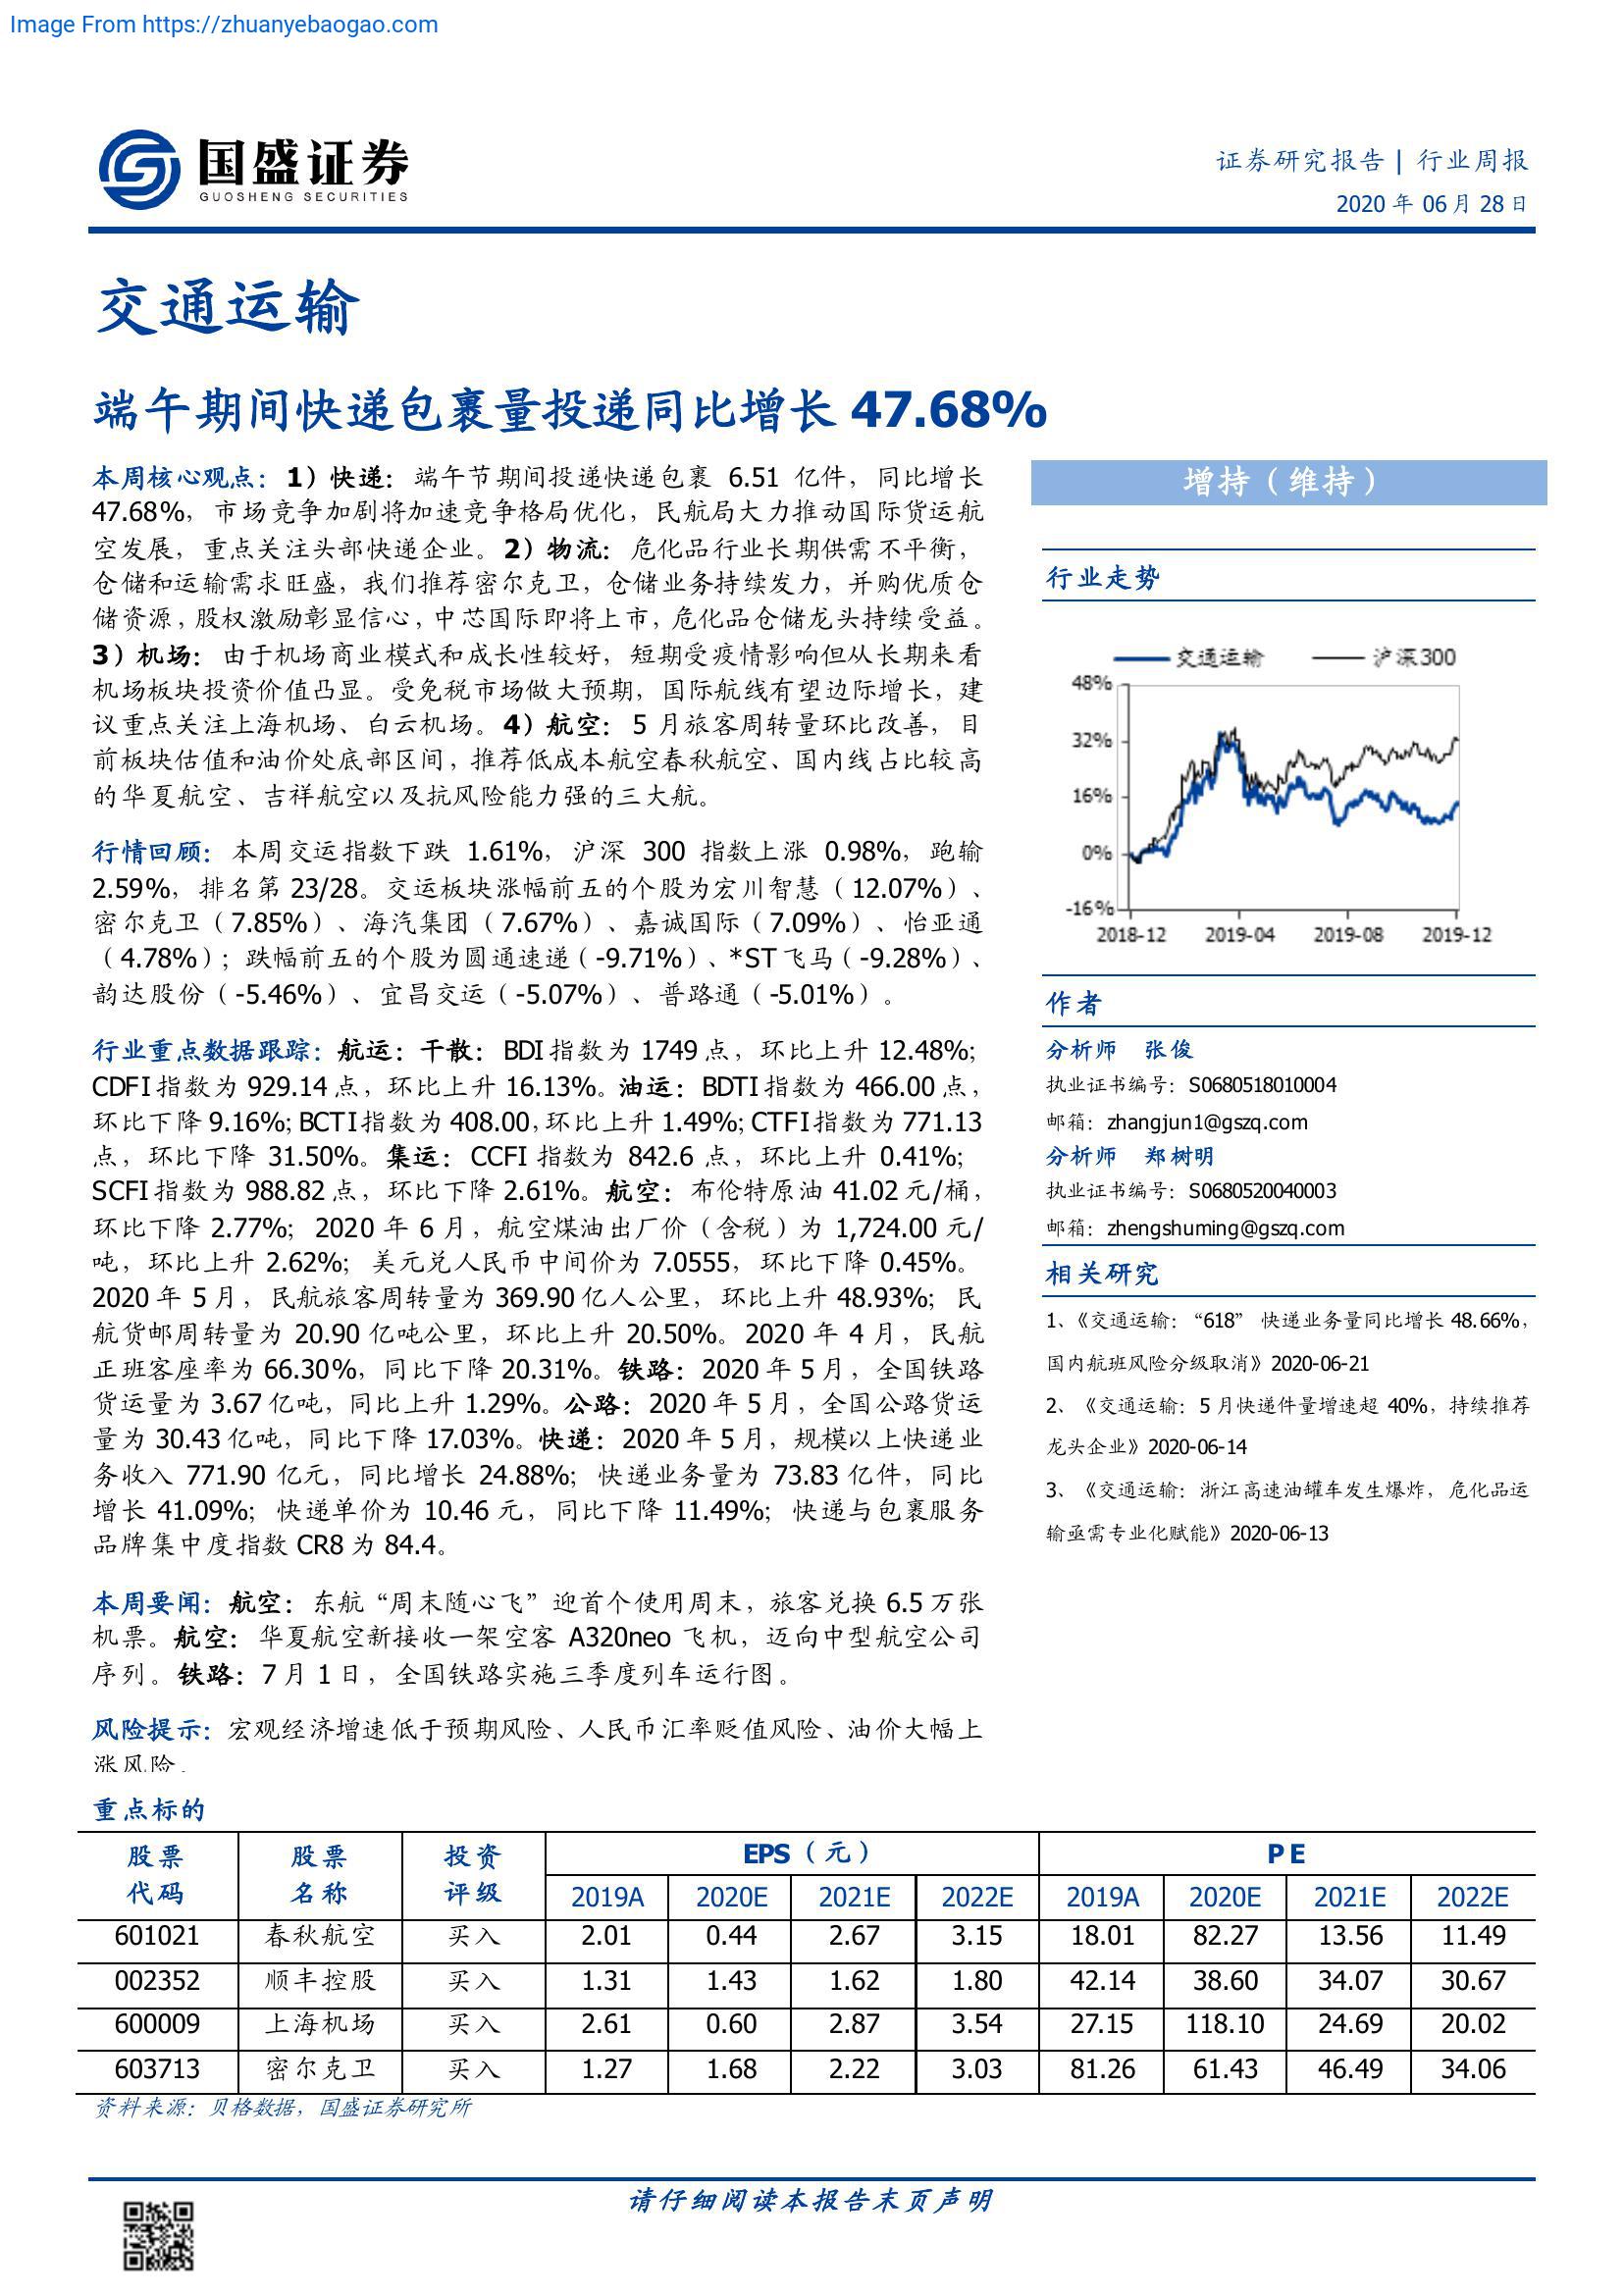 Image From https://zhuanyebaogao.com
国盛证券
GUOSHENG SECURITIES
证券研究报告 | 行业周报
2020 年 06 月 28 日
交通运输
端午期间快递包裹量投递同比增长 47.68%
本周核心观点：1）快递：端午节期间投递快递包裹 6.51 亿件，同比增长
47.68%，市场竞争加剧将加速竞争格局优化，民航局大力推动国际货运航
空发展，重点关注头部快递企业。2）物流：危化品行业长期供需不平衡，
仓储和运输需求旺盛，我们推荐密尔克卫，仓储业务持续发力，并购优质仓
储资源，股权激励彰显信心，中芯国际即将上市，危化品仓储龙头持续受益。
3）机场：由于机场商业模式和成长性较好，短期受疫情影响但从长期来看
机场板块投资价值凸显。受免税市场做大预期，国际航线有望边际增长，建
议重点关注上海机场、白云机场。4）航空：5 月旅客周转量环比改善，目
前板块估值和油价处底部区间，推荐低成本航空春秋航空、国内线占比较高
的华夏航空、吉祥航空以及抗风险能力强的三大航。
行情回顾：本周交运指数下跌 1.61%，沪深 300 指数上涨 0.98%，跑输
2.59%，排名第 23/28。交运板块涨幅前五的个股为宏川智慧（12.07%）、
密尔克卫（7.85%）、海汽集团（7.67%）、嘉诚国际（7.09%）、怡亚通
（4.78%）；跌幅前五的个股为圆通速递（-9.71%）、*ST 飞马（-9.28%）、
韵达股份（-5.46%）、宜昌交运（-5.07%）、普路通（-5.01%）。
行业重点数据跟踪：航运：干散：BDI 指数为 1749 点，环比上升 12.48%；
CDFI 指数为 929.14 点，环比上升 16.13%。油运：BDTI 指数为 466.00 点，
环比下降 9.16%；BCTI 指数为 408.00，环比上升 1.49%；CTFI 指数为 771.13
点，环比下降 31.50%。集运：CCFI 指数为 842.6 点，环比上升 0.41%；
SCFI 指数为 988.82 点，环比下降 2.61%。航空：布伦特原油 41.02 元/桶，
环比下降 2.77%；2020 年 6 月，航空煤油出厂价（含税）为 1,724.00 元/
吨，环比上升 2.62%；美元兑人民币中间价为 7.0555，环比下降 0.45%。
2020 年 5 月，民航旅客周转量为 369.90 亿人公里，环比上升 48.93%；民
航货邮周转量为 20.90 亿吨公里，环比上升 20.50%。2020 年 4 月，民航
正班客座率为 66.30%，同比下降 20.31%。铁路：2020 年 5 月，全国铁路
货运量为 3.67 亿吨，同比上升 1.29%。公路：2020 年 5 月，全国公路货运
量为 30.43 亿吨，同比下降 17.03%。快递：2020 年 5 月，规模以上快递业
务收入 771.90 亿元，同比增长 24.88%；快递业务量为 73.83 亿件，同比
增长 41.09%；快递单价为 10.46 元，同比下降 11.49%；快递与包裹服务
品牌集中度指数 CR8 为 84.4。
本周要闻：航空：东航“周末随心飞”迎首个使用周末，旅客兑换 6.5 万张
机票。航空：华夏航空新接收一架空客 A320neo 飞机，迈向中型航空公司
序列。铁路：7 月 1 日，全国铁路实施三季度列车运行图。
风险提示：宏观经济增速低于预期风险、人民币汇率贬值风险、油价大幅上
涨风险。
增持（维持）
行业走势
交通运输 沪深300
48%
32%
16%
0%
-16%
2018-12 2019-04 2019-08 2019-12
作者
分析师 张俊
执业证书编号：S0680518010004
邮箱：zhangjun1@gszq.com
分析师 郑树明
执业证书编号：S0680520040003
邮箱：zhengshuming@gszq.com
相关研究
1、《交通运输：“618” 快递业务量同比增长 48.66%，
国内航班风险分级取消》2020-06-21
2、《交通运输：5 月快递件量增速超 40%，持续推荐
龙头企业》2020-06-14
3、《交通运输：浙江高速油罐车发生爆炸，危化品运
输亟需专业化赋能》2020-06-13
重点标的
股票 股票 投资 EPS（元） P E
代码 名称 评级 2019A 2020E 2021E 2022E 2019A 2020E 2021E 2022E
601021 春秋航空 买入 2.01 0.44 2.67 3.15 18.01 82.27 13.56 11.49
002352 顺丰控股 买入 1.31 1.43 1.62 1.80 42.14 38.60 34.07 30.67
600009 上海机场 买入 2.61 0.60 2.87 3.54 27.15 118.10 24.69 20.02
603713 密尔克卫 买入 1.27 1.68 2.22 3.03 81.26 61.43 46.49 34.06
资料来源：贝格数据，国盛证券研究所
请仔细阅读本报告末页声明